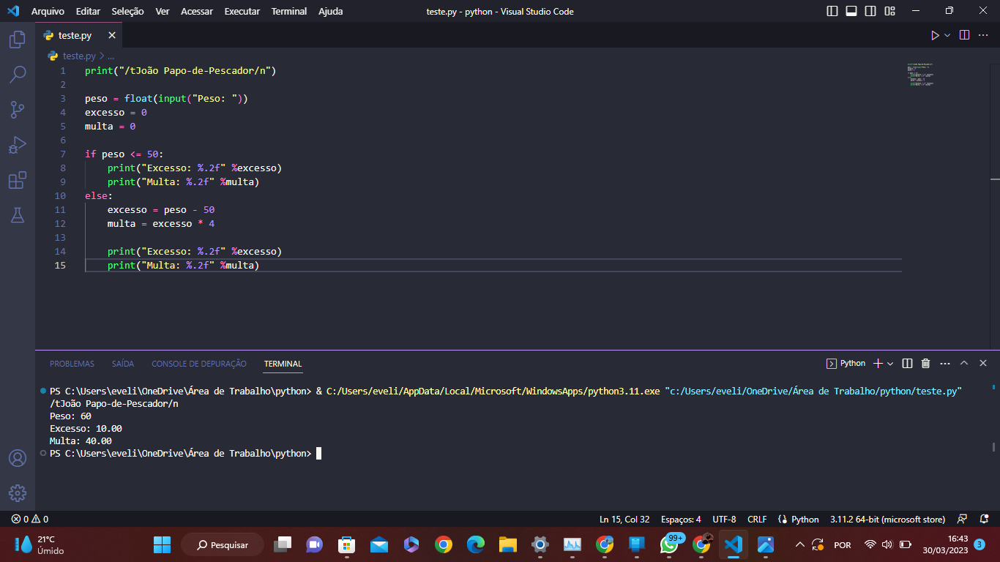 Arquivo Editar Seleção Ver Acessar Executar Terminal Ajuda teste.py - python - Visual Studio Code
teste.py
teste.py > ...
1 print("/tJoão Papo-de-Pescador/n")
2
3 peso = float(input("Peso: "))
4 excesso = 0
5 multa = 0
6
7 if peso <= 50:
8 print("Excesso: %.2f" %excesso)
9 print("Multa: %.2f" %multa)
10 else:
11 excesso = peso - 50
12 multa = excesso * 4
13
14 print("Excesso: %.2f" %excesso)
15 print("Multa: %.2f" %multa)
PROBLEMAS SAÍDA CONSOLE DE DEPURAÇÃO TERMINAL Python
PS C:\Users\eveli\OneDrive\Área de Trabalho\python> & C:/Users/eveli/AppData/Local/Microsoft/WindowsApps/python3.11.exe "c:/Users/eveli/OneDrive/Área de Trabalho/python/teste.py"
/tJoão Papo-de-Pescador/n
Peso: 60
Excesso: 10.00
Multa: 40.00
PS C:\Users\eveli\OneDrive\Área de Trabalho\python>
0 0 Ln 15, Col 32 Espaços: 4 UTF-8 CRLF Python 3.11.2 64-bit (microsoft store)
21°C
Úmido
Pesquisar
99+
POR
16:43
30/03/2023
3